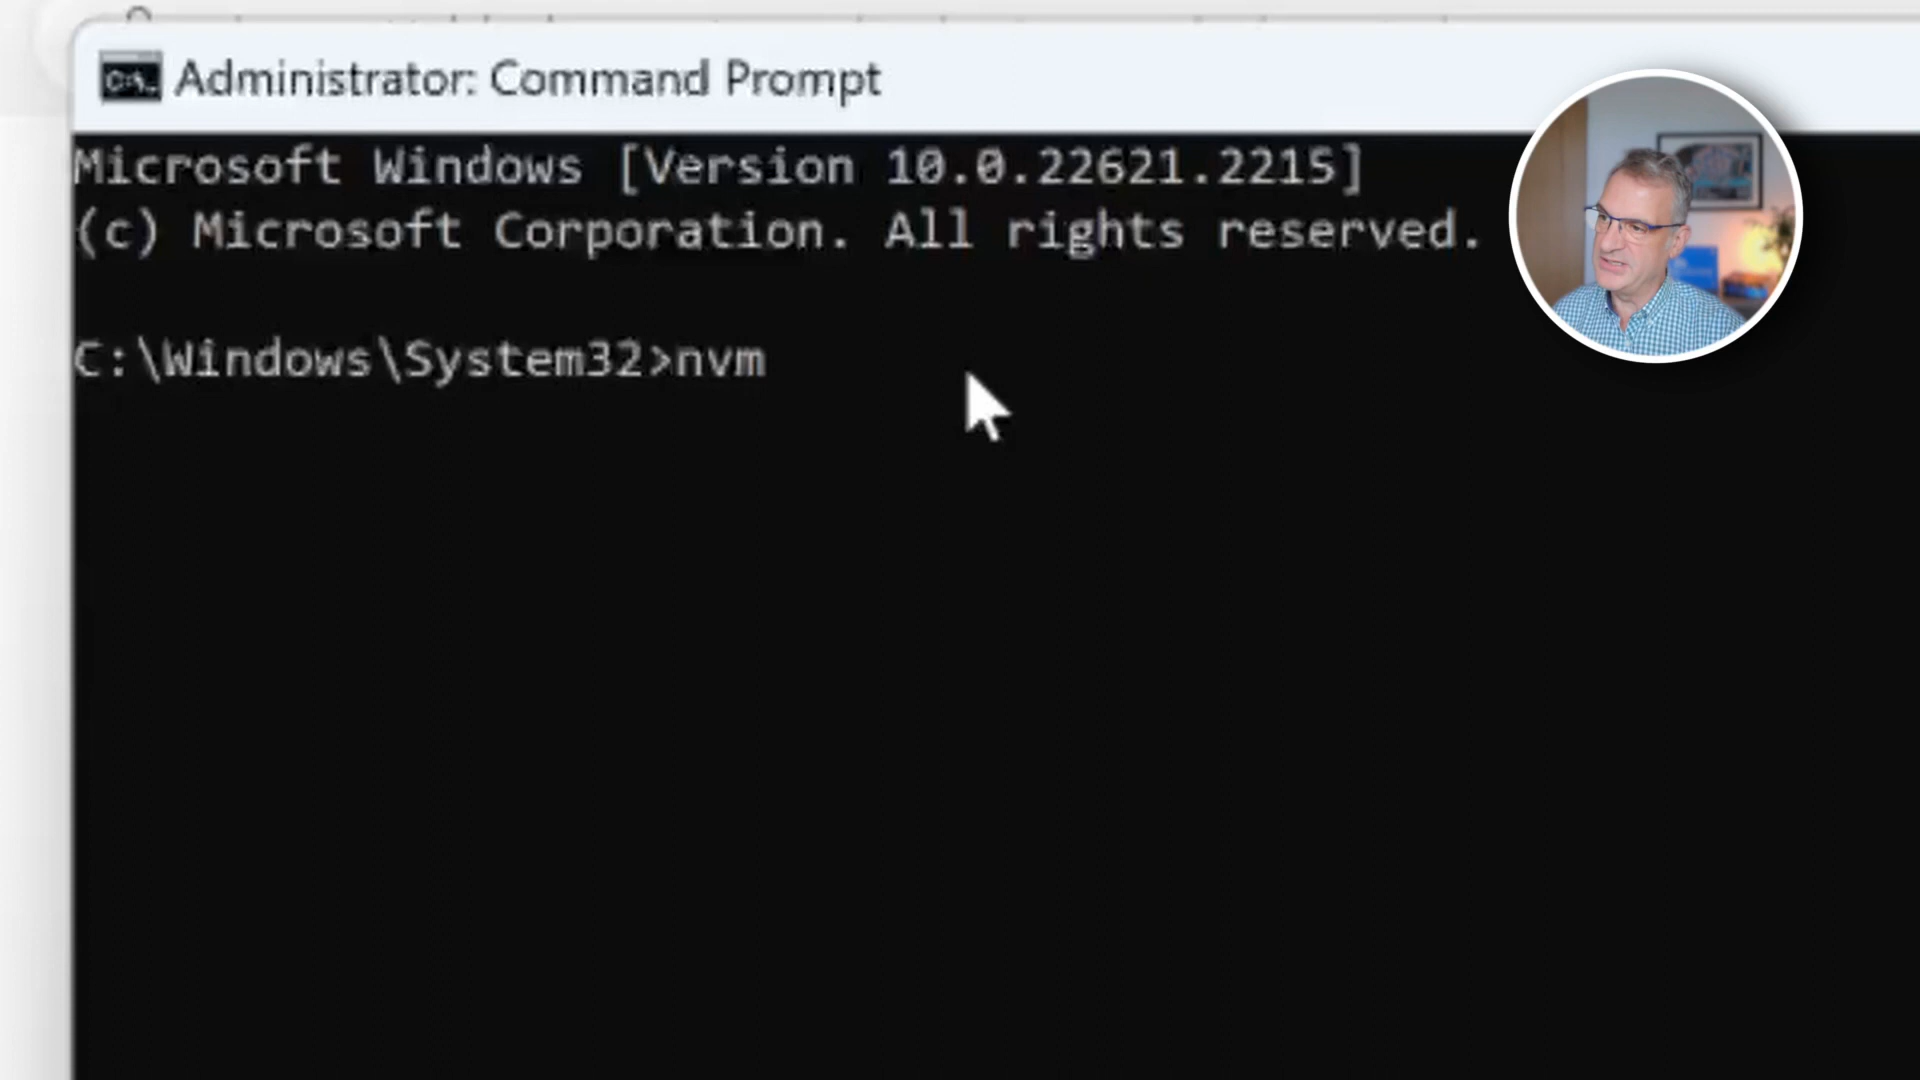 Administrator: Command Prompt
Microsoft Windows [Version 10.0.22621.2215]
(c) Microsoft Corporation. All rights reserved.
C:\Windows\System32>nvm